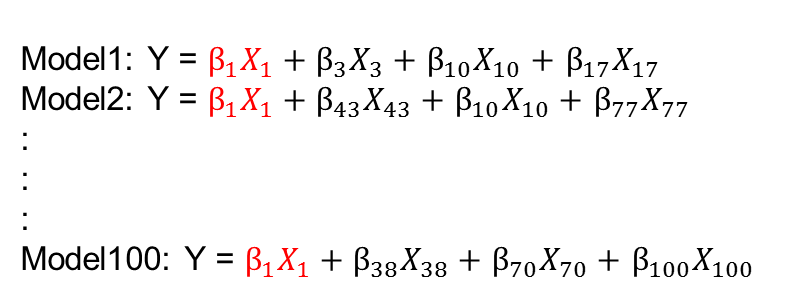 Model1: Y = β₁X₁ + β₃X₃ + β₁₀X₁₀ + β₁₇X₁₇
Model2: Y = β₁X₁ + β₄₃X₄₃ + β₁₀X₁₀ + β₇₇X₇₇
:
:
:
Model100: Y = β₁X₁ + β₃₈X₃₈ + β₇₀X₇₀ + β₁₀₀X₁₀₀